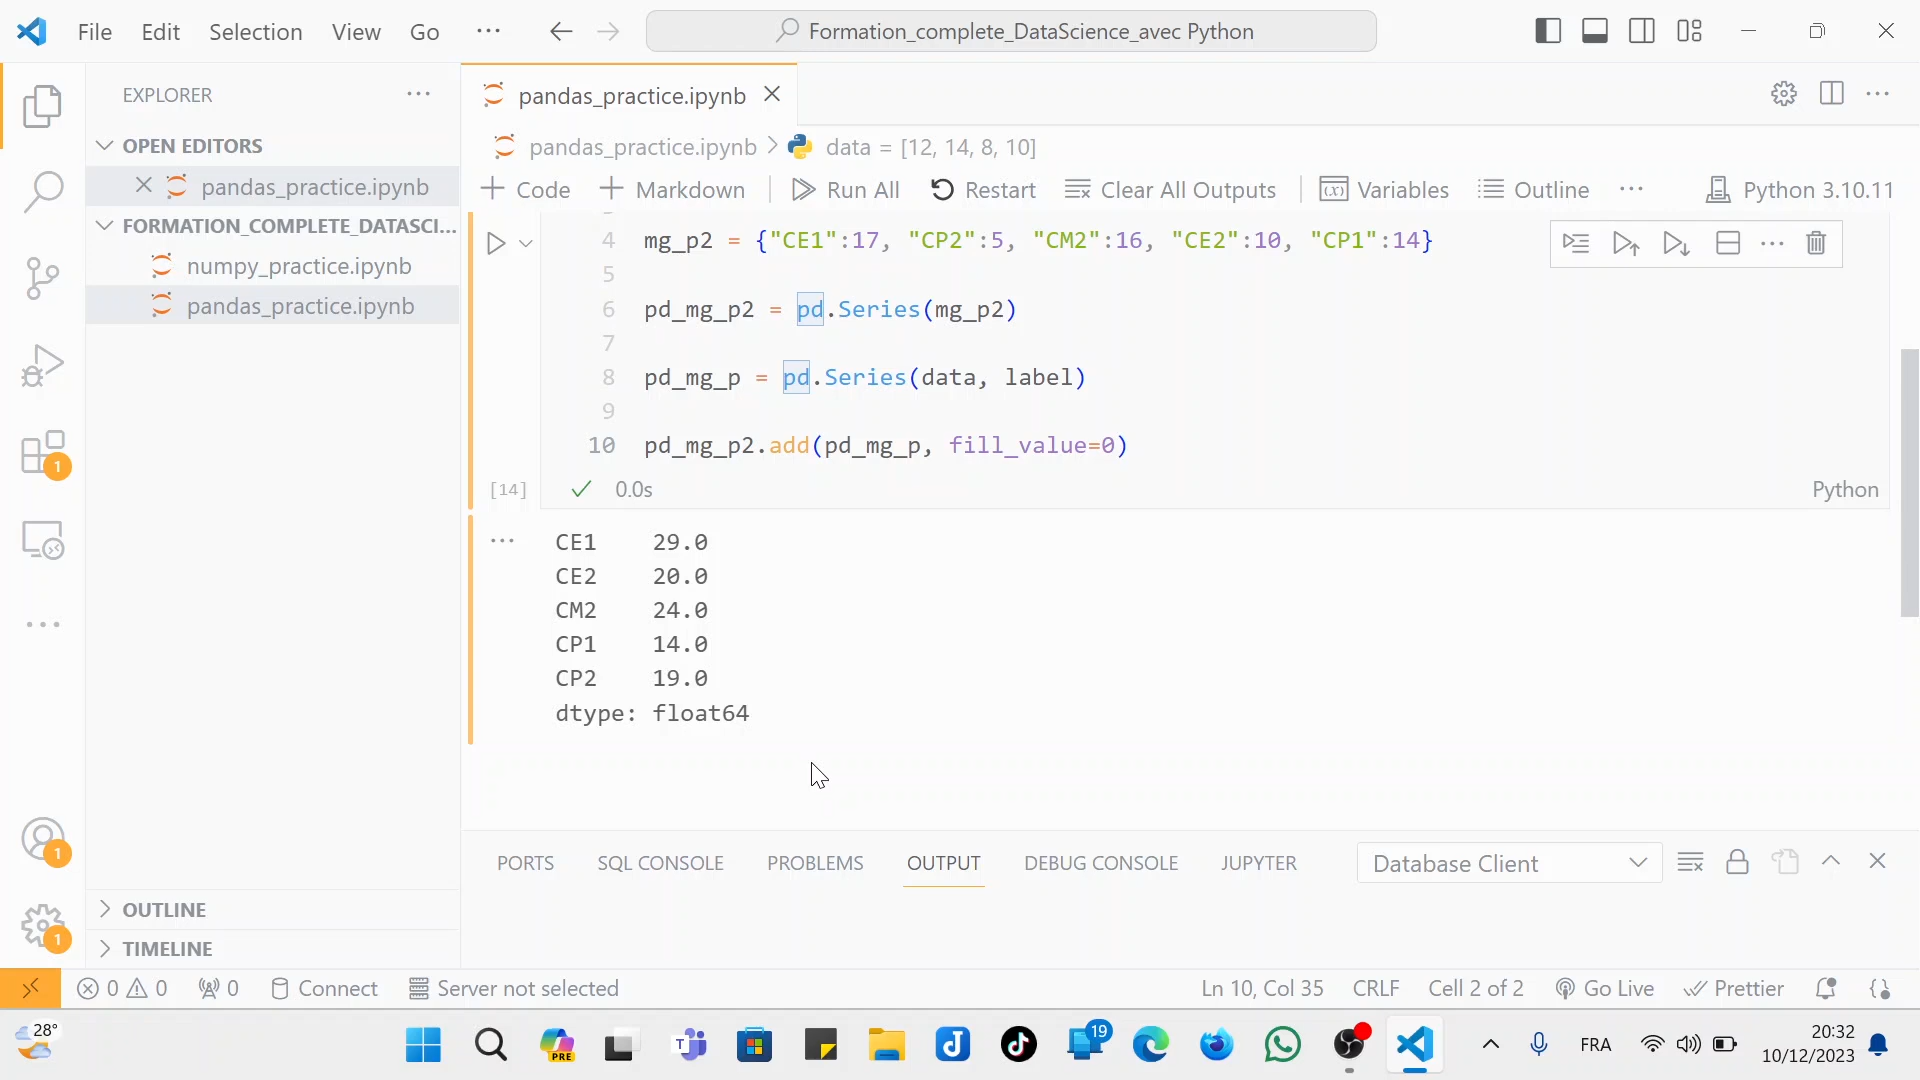 File Edit Selection View Go ··· Formation_complete_DataScience_avec Python
EXPLORER
OPEN EDITORS
pandas_practice.ipynb
FORMATION_COMPLETE_DATASCI...
numpy_practice.ipynb
pandas_practice.ipynb
OUTLINE
TIMELINE
pandas_practice.ipynb
pandas_practice.ipynb > data = [12, 14, 8, 10]
+ Code + Markdown Run All Restart Clear All Outputs Variables Outline ··· Python 3.10.11
4 mg_p2 = {"CE1":17, "CP2":5, "CM2":16, "CE2":10, "CP1":14}
5
6 pd_mg_p2 = pd.Series(mg_p2)
7
8 pd_mg_p = pd.Series(data, label)
9
10 pd_mg_p2.add(pd_mg_p, fill_value=0)
[14] 0.0s Python
CE1 29.0
CE2 20.0
CM2 24.0
CP1 14.0
CP2 19.0
dtype: float64
PORTS SQL CONSOLE PROBLEMS OUTPUT DEBUG CONSOLE JUPYTER Database Client
1
1
1
0 0 0 Connect Server not selected Ln 10, Col 35 CRLF Cell 2 of 2 Go Live Prettier
28° PRE T 19 FRA 20:32
10/12/2023